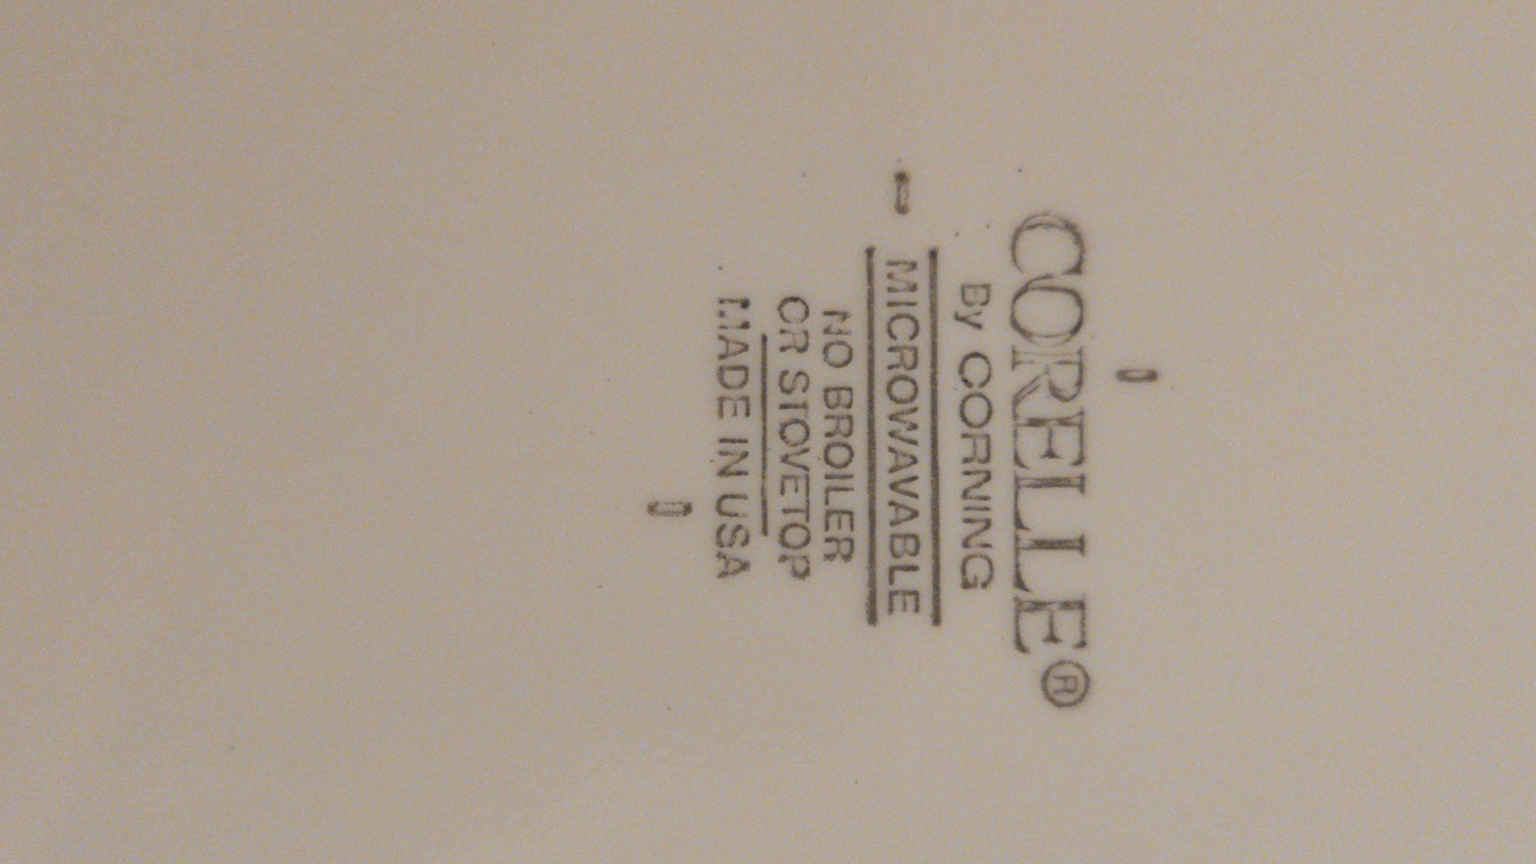 CORELLE®
By CORNING
MICROWAVABLE
NO BROILER
OR STOVETOP
MADE IN USA